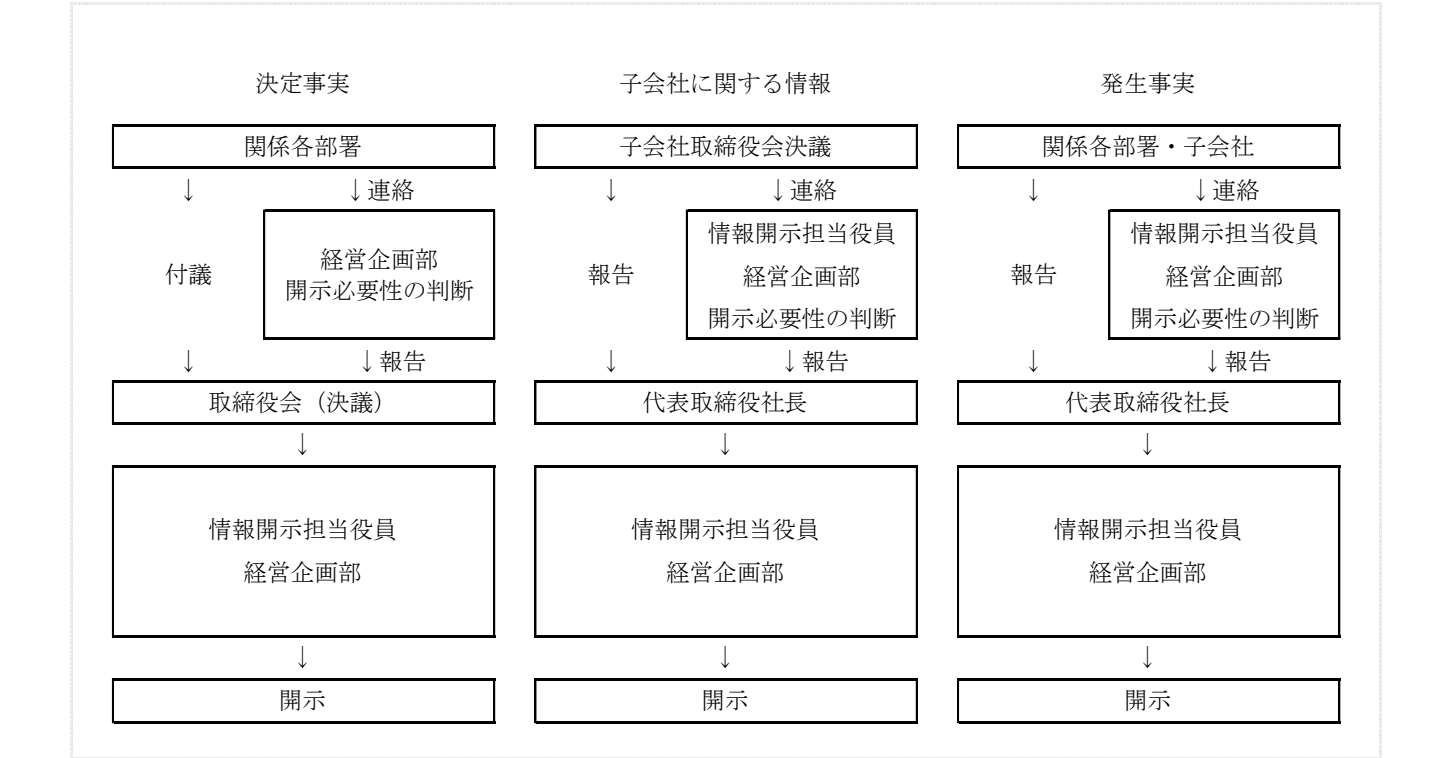 決定事実
関係各部署
↓ ↓連絡
付議
経営企画部
開示必要性の判断
↓ ↓報告
取締役会（決議）
↓
情報開示担当役員
経営企画部
↓
開示
子会社に関する情報
子会社取締役会決議
↓ ↓連絡
報告
情報開示担当役員
経営企画部
開示必要性の判断
↓ ↓報告
代表取締役社長
↓
情報開示担当役員
経営企画部
↓
開示
発生事実
関係各部署・子会社
↓ ↓連絡
報告
情報開示担当役員
経営企画部
開示必要性の判断
↓ ↓報告
代表取締役社長
↓
情報開示担当役員
経営企画部
↓
開示